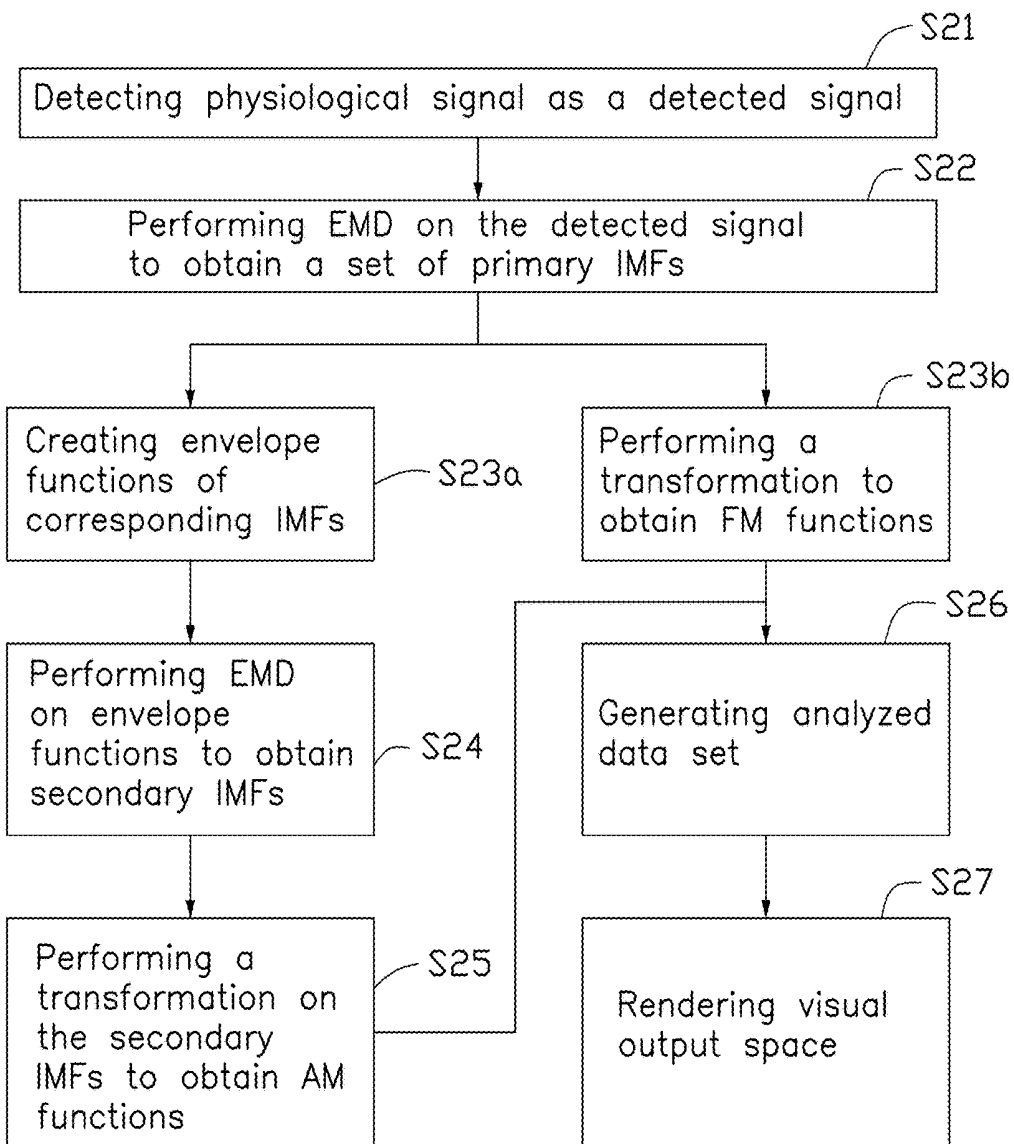 S21
Detecting physiological signal as a detected signal
S22
Performing EMD on the detected signal
to obtain a set of primary IMFs
S23a
Creating envelope
functions of
corresponding IMFs
S23b
Performing a
transformation to
obtain FM functions
S24
Performing EMD
on envelope
functions to obtain
secondary IMFs
S26
Generating analyzed
data set
S25
Performing a
transformation on
the secondary
IMFs to obtain AM
functions
S27
Rendering visual
output space